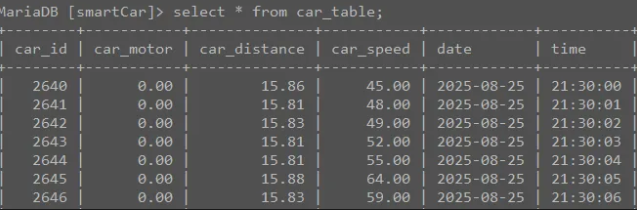 MariaDB [smartCar]> select * from car_table;
+--------+-----------+--------------+-----------+------------+----------+
| car_id | car_motor | car_distance | car_speed | date       | time     |
+--------+-----------+--------------+-----------+------------+----------+
|   2640 |      0.00 |        15.86 |     45.00 | 2025-08-25 | 21:30:00 |
|   2641 |      0.00 |        15.81 |     48.00 | 2025-08-25 | 21:30:01 |
|   2642 |      0.00 |        15.83 |     49.00 | 2025-08-25 | 21:30:02 |
|   2643 |      0.00 |        15.81 |     52.00 | 2025-08-25 | 21:30:03 |
|   2644 |      0.00 |        15.81 |     55.00 | 2025-08-25 | 21:30:04 |
|   2645 |      0.00 |        15.88 |     64.00 | 2025-08-25 | 21:30:05 |
|   2646 |      0.00 |        15.83 |     59.00 | 2025-08-25 | 21:30:06 |